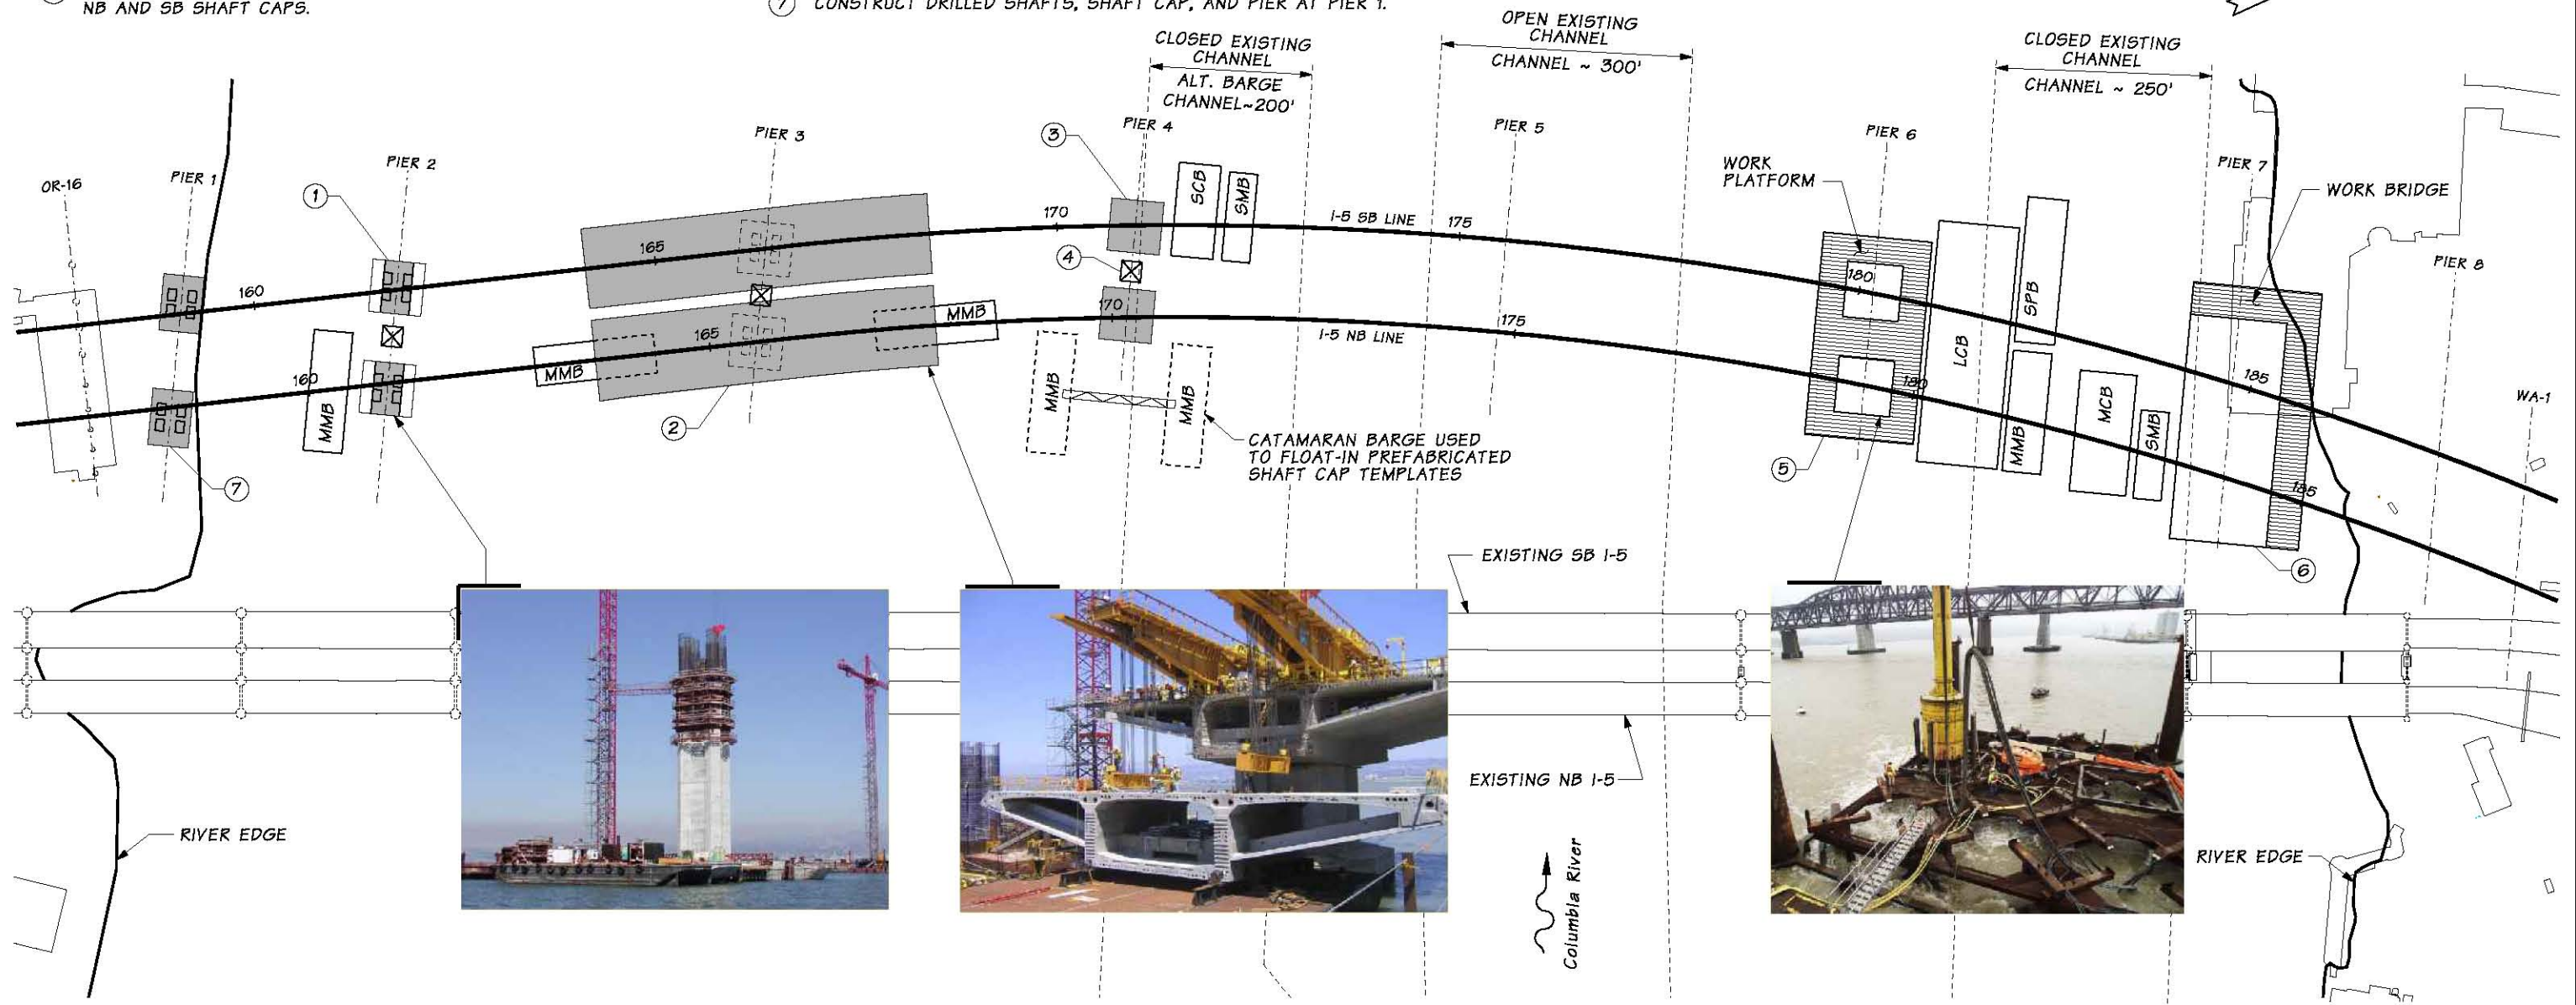 NB AND SB SHAFT CAPS.
7 CONSTRUCT DRILLED SHAFTS, SHAFT CAP, AND PIER AT PIER 1.
OPEN EXISTING
CHANNEL
CHANNEL ~ 300'
CLOSED EXISTING
CHANNEL
ALT. BARGE
CHANNEL~200'
CLOSED EXISTING
CHANNEL
CHANNEL ~ 250'
OR-16
PIER 1
PIER 2
PIER 3
PIER 4
PIER 5
PIER 6
PIER 7
PIER 8
WA-1
1
3
4
SCB
SMB
WORK
PLATFORM
WORK BRIDGE
160
165
170
I-5 SB LINE
175
180
185
LCB
SPB
160
165
170
I-5 NB LINE
175
180
185
MMB
MMB
MMB
MMB
MMB
MMB
MCB
SMB
2
5
6
7
CATAMARAN BARGE USED
TO FLOAT-IN PREFABRICATED
SHAFT CAP TEMPLATES
EXISTING SB I-5
EXISTING NB I-5
RIVER EDGE
RIVER EDGE
Columbia River